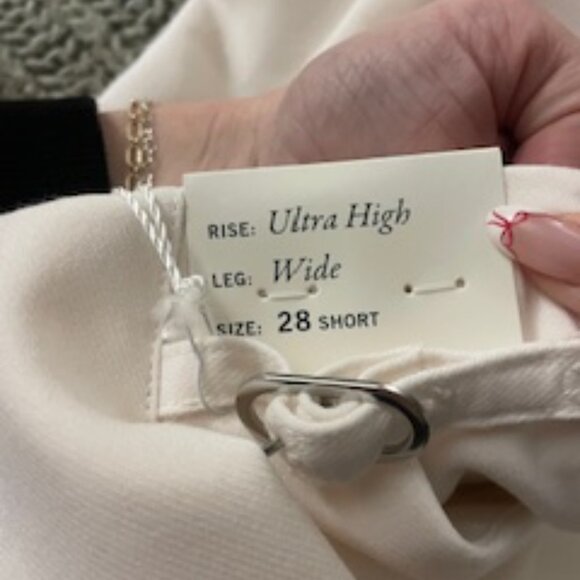 RISE: Ultra High
LEG: Wide
SIZE: 28 SHORT